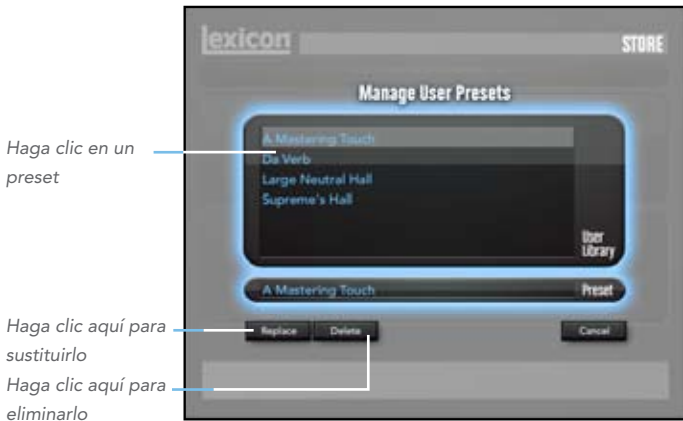 lexicon
STORE
Manage User Presets
A Mastering Touch
Da Verb
Large Neutral Hall
Supreme's Hall
User
Library
A Mastering Touch
Preset
Replace
Delete
Cancel
Haga clic en un
preset
Haga clic aquí para
sustituirlo
Haga clic aquí para
eliminarlo